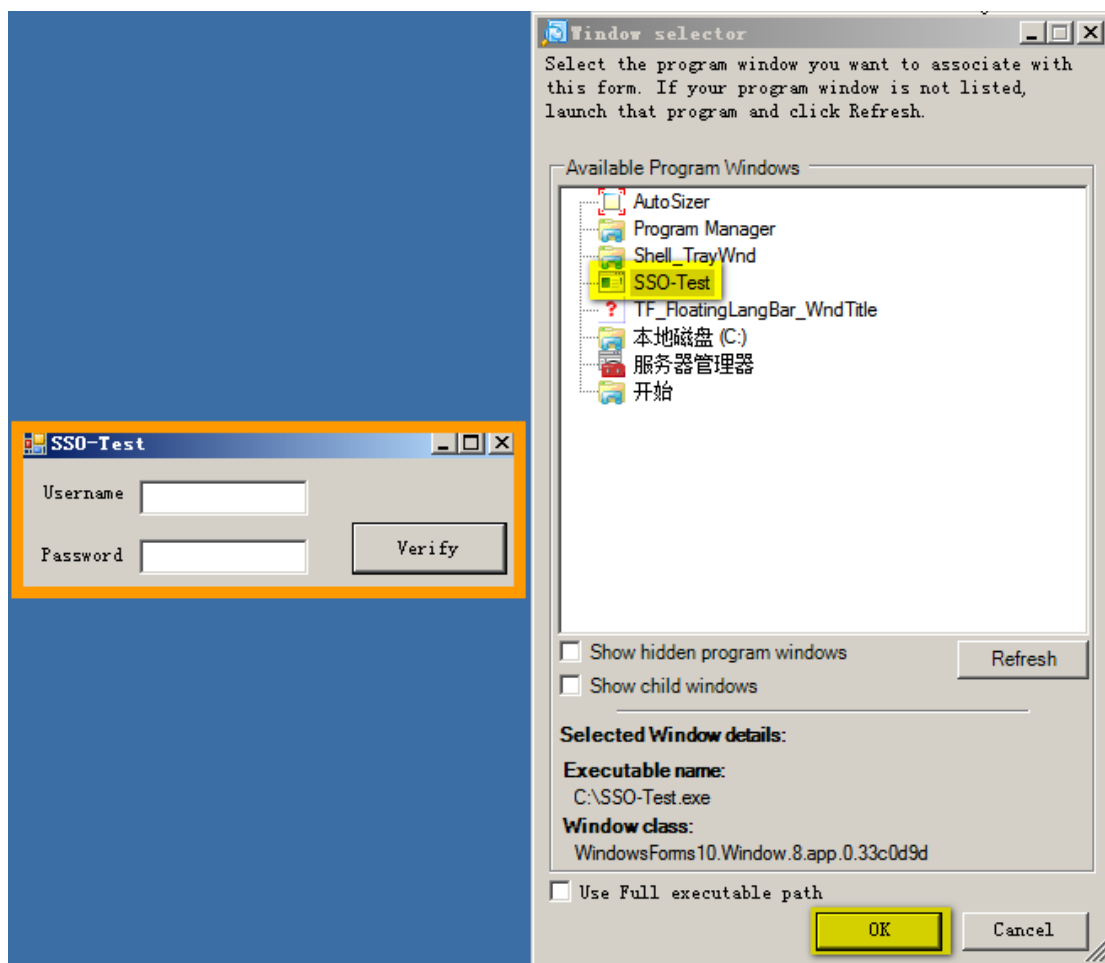 SSO-Test
Username
Password
Verify
Window selector
Select the program window you want to associate with
this form. If your program window is not listed,
launch that program and click Refresh.
Available Program Windows
AutoSizer
Program Manager
Shell_TrayWnd
SSO-Test
TF_FloatingLangBar_WndTitle
本地磁盘 (C:)
服务器管理器
开始
Show hidden program windows
Refresh
Show child windows
Selected Window details:
Executable name:
C:\SSO-Test.exe
Window class:
WindowsForms10.Window.8.app.0.33c0d9d
Use Full executable path
OK
Cancel